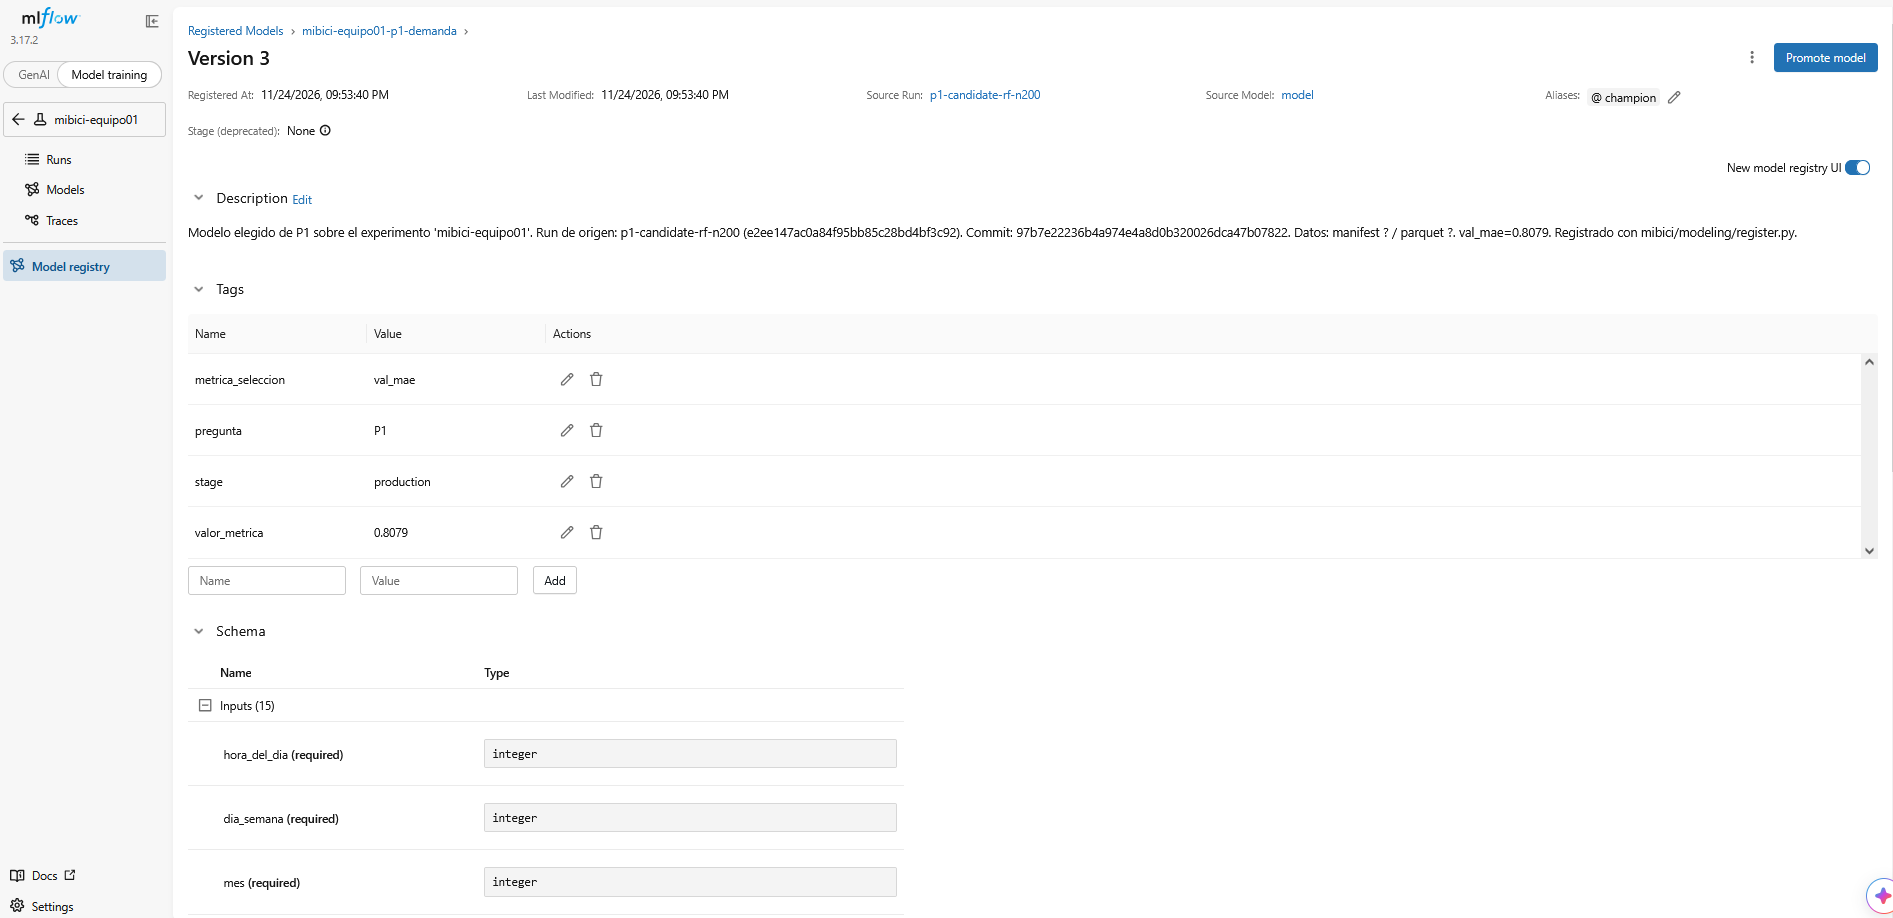 mlflow
3.17.2
GenAI
Model training
mibici-equipo01
Runs
Models
Traces
Model registry
Docs
Settings
Registered Models › mibici-equipo01-p1-demanda ›
Version 3
Promote model
Registered At: 11/24/2026, 09:53:40 PM
Last Modified: 11/24/2026, 09:53:40 PM
Source Run: p1-candidate-rf-n200
Source Model: model
Aliases: @ champion
Stage (deprecated): None
New model registry UI
Description Edit
Modelo elegido de P1 sobre el experimento 'mibici-equipo01'. Run de origen: p1-candidate-rf-n200 (e2ee147ac0a84f95bb85c28bd4bf3c92). Commit: 97b7e22236b4a974e4a8d0b320026dca47b07822. Datos: manifest ? / parquet ?. val_mae=0.8079. Registrado con mibici/modeling/register.py.
Tags
Name Value Actions
metrica_seleccion val_mae
pregunta P1
stage production
valor_metrica 0.8079
Name Value Add
Schema
Name Type
Inputs (15)
hora_del_dia (required) integer
dia_semana (required) integer
mes (required) integer